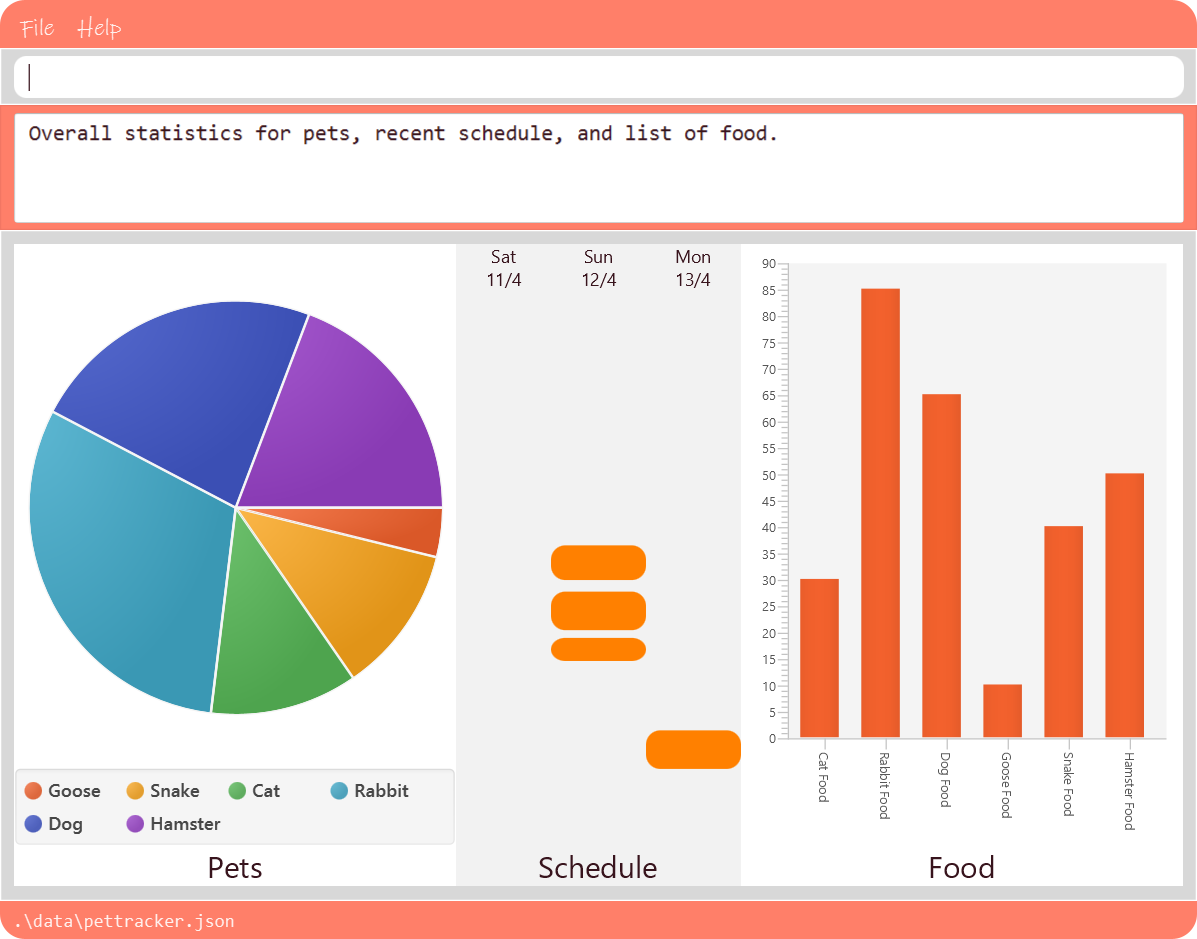 File Help
Overall statistics for pets, recent schedule, and list of food.
Goose Snake Cat Rabbit
Dog Hamster
Pets
Sat Sun Mon
11/4 12/4 13/4
Schedule
90
85
80
75
70
65
60
55
50
45
40
35
30
25
20
15
10
5
0
Cat Food
Rabbit Food
Dog Food
Goose Food
Snake Food
Hamster Food
Food
.\data\pettracker.json